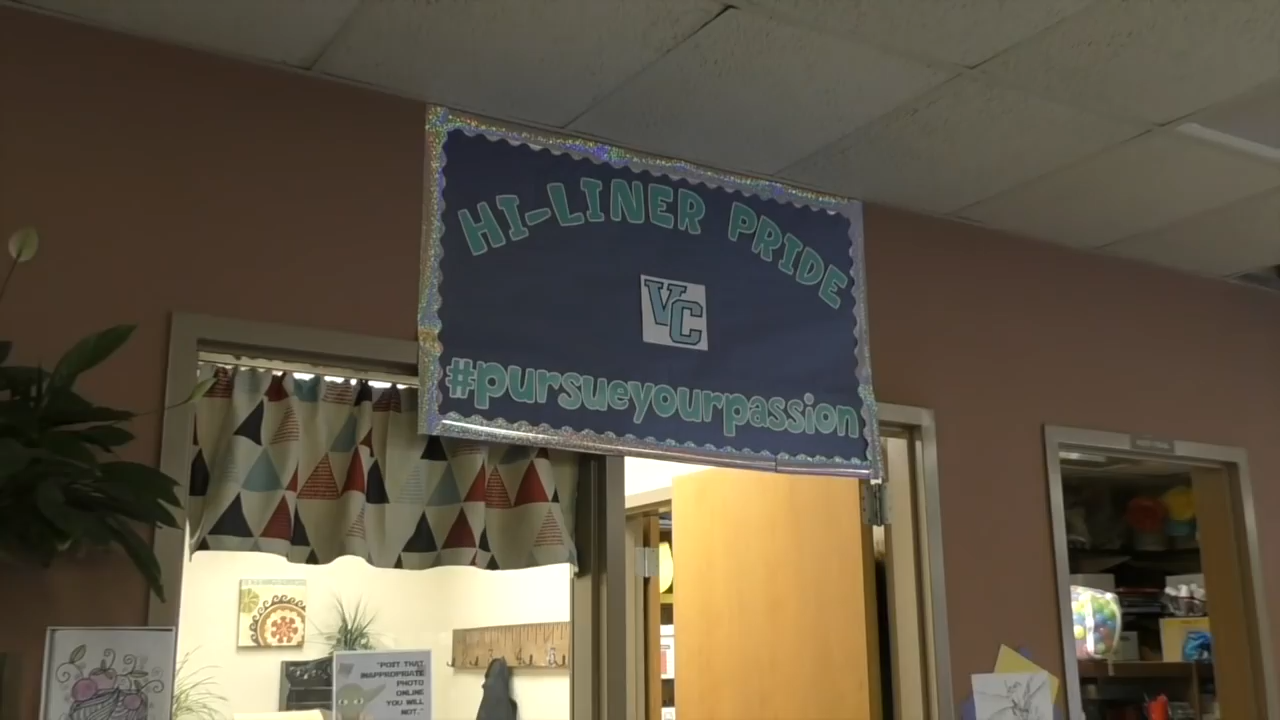 HI-LINER PRIDE
VC
#pursueyourpassion
"POST THAT
INAPPROPRIATE
PHOTO
ONLINE
YOU WILL
NOT."